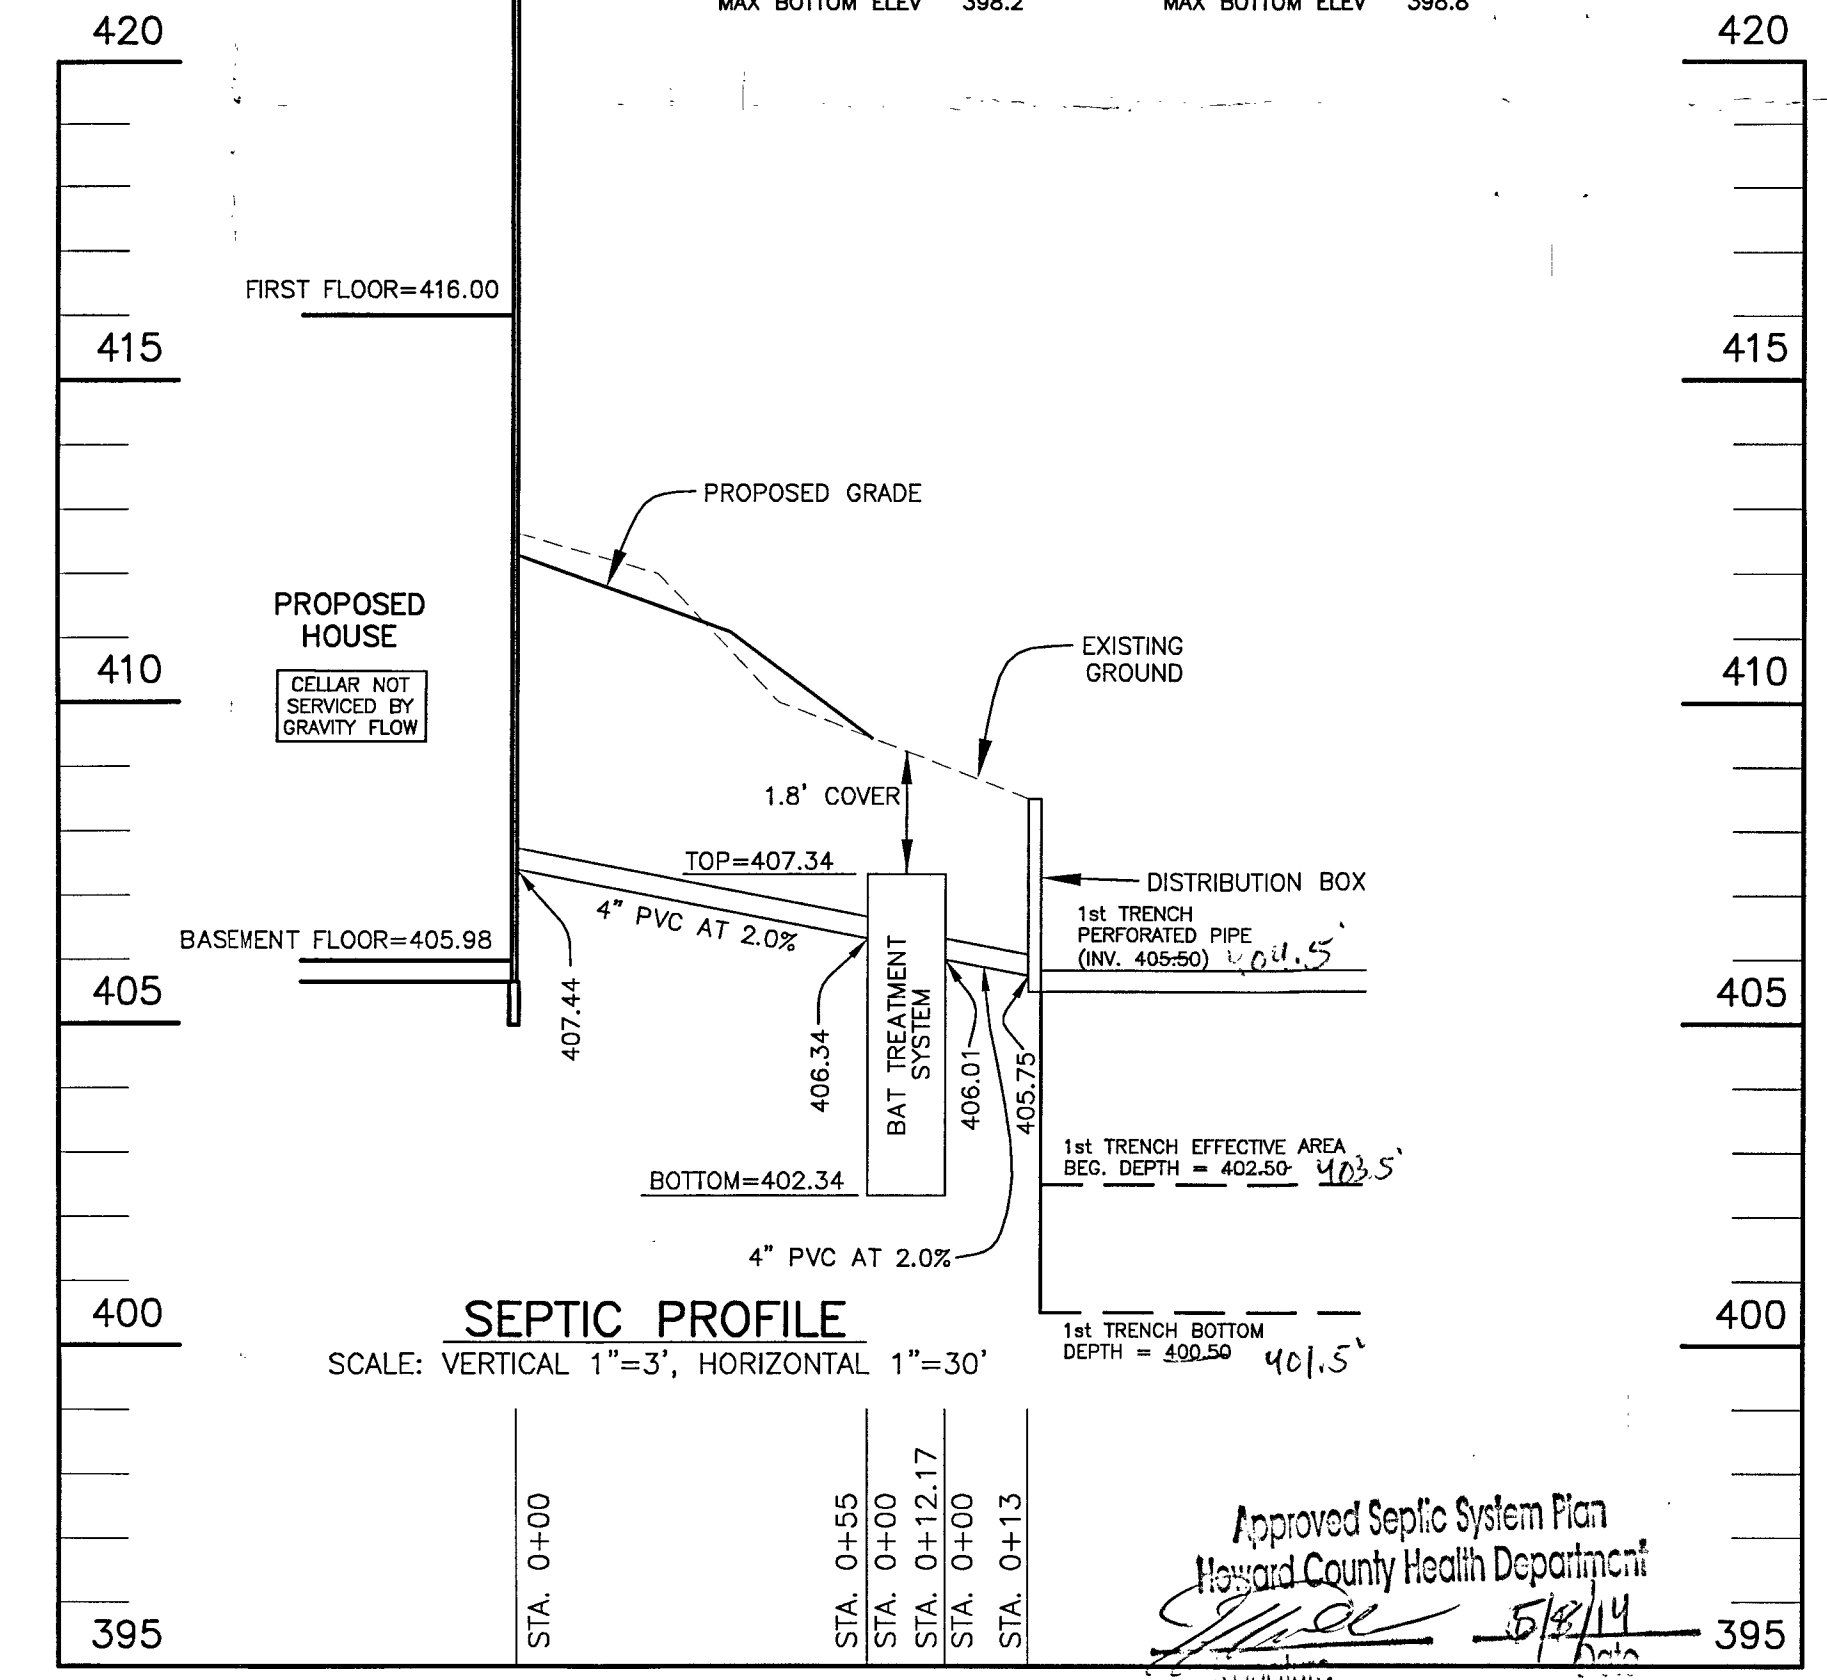 MAX BOTTOM ELEV 398.2
MAX BOTTOM ELEV 398.8
420
420
FIRST FLOOR=416.00
415
415
PROPOSED GRADE
PROPOSED
HOUSE
EXISTING
GROUND
410
410
CELLAR NOT
SERVICED BY
GRAVITY FLOW
1.8' COVER
TOP=407.34
DISTRIBUTION BOX
4" PVC AT 2.0%
1st TRENCH
PERFORATED PIPE
(INV. 405.50) 404.5'
BASEMENT FLOOR=405.98
405
405
407.44
406.34
BAT TREATMENT
SYSTEM
406.01
405.75
1st TRENCH EFFECTIVE AREA
BEG. DEPTH = 402.50 403.5'
BOTTOM=402.34
4" PVC AT 2.0%
400
400
SEPTIC PROFILE
1st TRENCH BOTTOM
DEPTH = 400.50 401.5'
SCALE: VERTICAL 1"=3', HORIZONTAL 1"=30'
STA. 0+00
STA. 0+55
STA. 0+00
STA. 0+12.17
STA. 0+00
STA. 0+13
Approved Septic System Plan
Howard County Health Department
5/8/14
Date
395
395